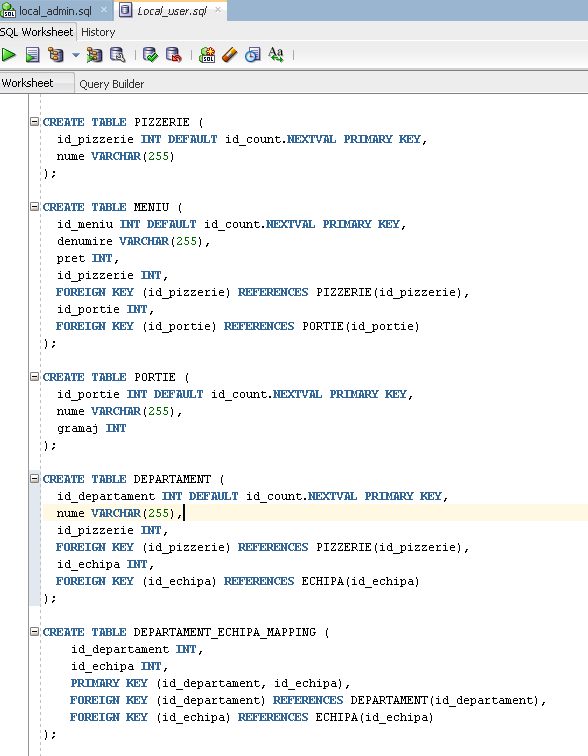 local_admin.sql
Local_user.sql
SQL Worksheet History
Worksheet Query Builder
CREATE TABLE PIZZERIE (
id_pizzerie INT DEFAULT id_count.NEXTVAL PRIMARY KEY,
nume VARCHAR(255)
);
CREATE TABLE MENIU (
id_meniu INT DEFAULT id_count.NEXTVAL PRIMARY KEY,
denumire VARCHAR(255),
pret INT,
id_pizzerie INT,
FOREIGN KEY (id_pizzerie) REFERENCES PIZZERIE(id_pizzerie),
id_portie INT,
FOREIGN KEY (id_portie) REFERENCES PORTIE(id_portie)
);
CREATE TABLE PORTIE (
id_portie INT DEFAULT id_count.NEXTVAL PRIMARY KEY,
nume VARCHAR(255),
gramaj INT
);
CREATE TABLE DEPARTAMENT (
id_departament INT DEFAULT id_count.NEXTVAL PRIMARY KEY,
nume VARCHAR(255),
id_pizzerie INT,
FOREIGN KEY (id_pizzerie) REFERENCES PIZZERIE(id_pizzerie),
id_echipa INT,
FOREIGN KEY (id_echipa) REFERENCES ECHIPA(id_echipa)
);
CREATE TABLE DEPARTAMENT_ECHIPA_MAPPING (
id_departament INT,
id_echipa INT,
PRIMARY KEY (id_departament, id_echipa),
FOREIGN KEY (id_departament) REFERENCES DEPARTAMENT(id_departament),
FOREIGN KEY (id_echipa) REFERENCES ECHIPA(id_echipa)
);